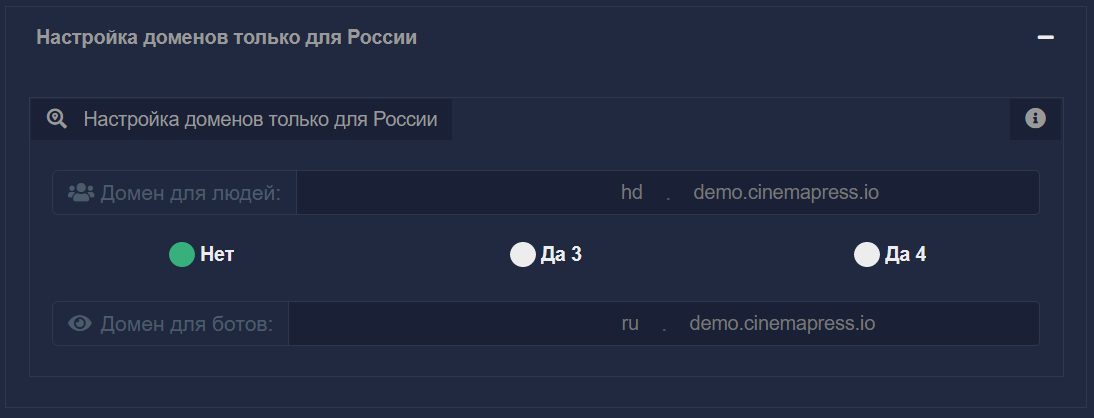 Настройка доменов только для России
Настройка доменов только для России
Домен для людей: hd . demo.cinemapress.io
Нет Да 3 Да 4
Домен для ботов: ru . demo.cinemapress.io